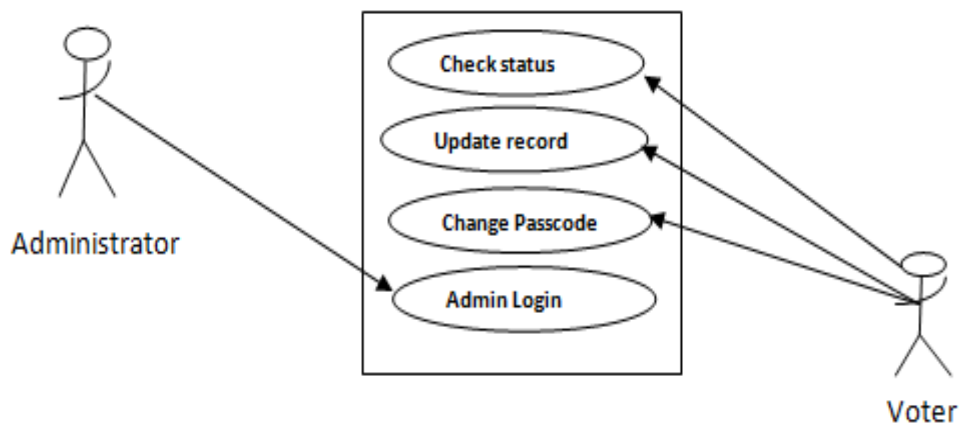 Check status
Update record
Change Passcode
Admin Login
Administrator
Voter